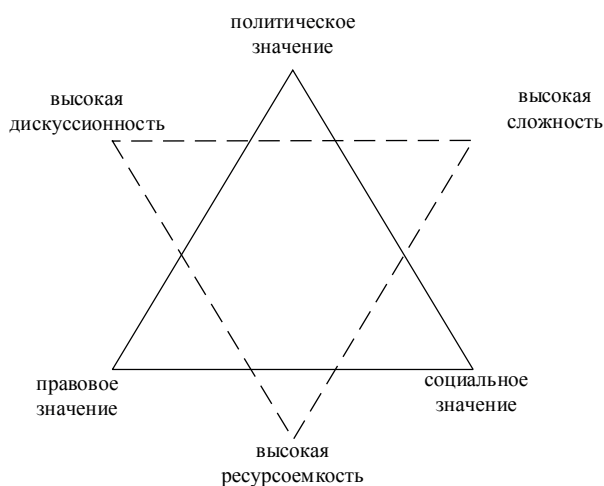 политическое
значение
высокая
дискуссионность
высокая
сложность
правовое
значение
социальное
значение
высокая
ресурсоемкость